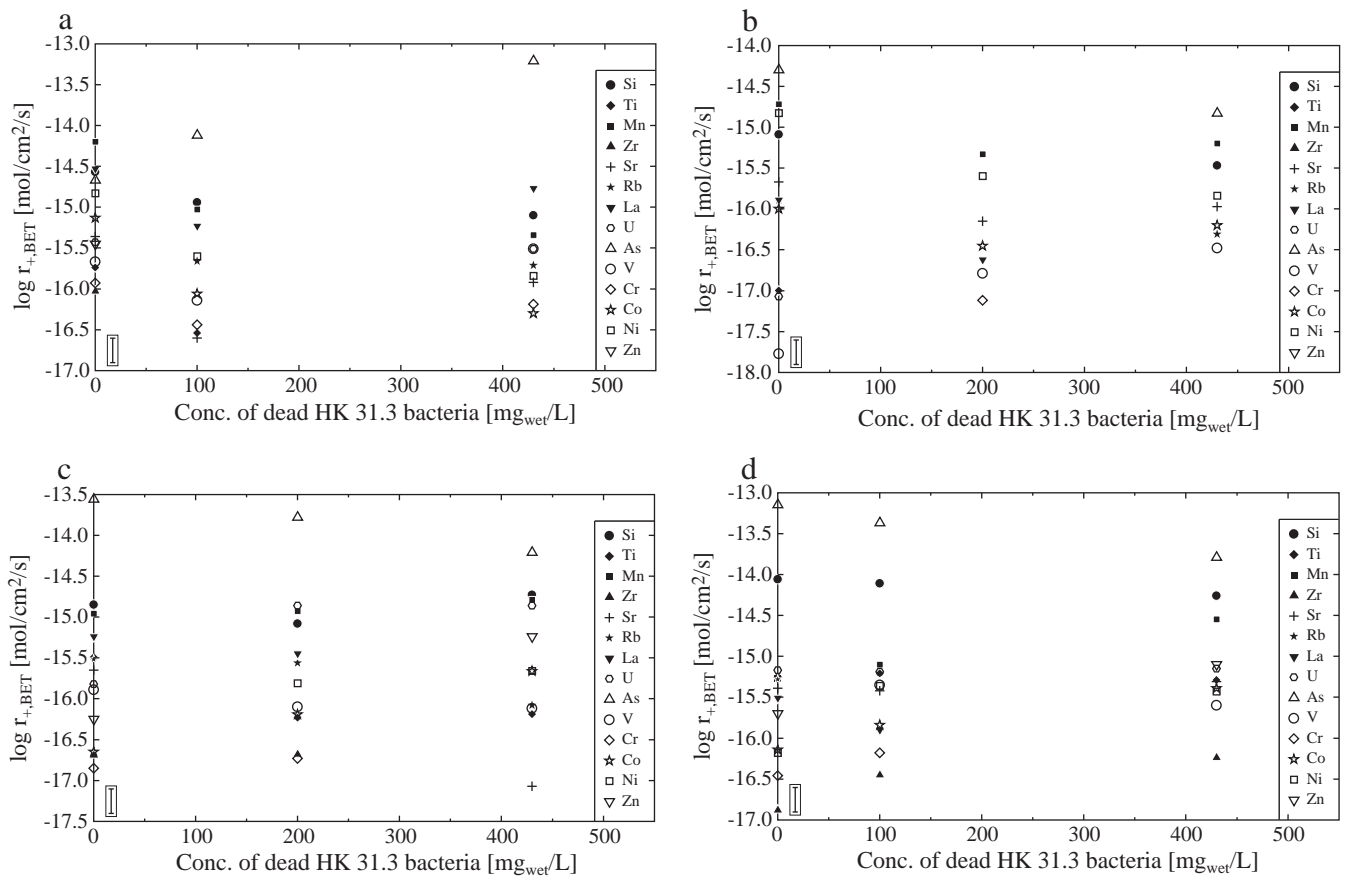 a
log r+,BET [mol/cm2/s]
-13.0
-13.5
-14.0
-14.5
-15.0
-15.5
-16.0
-16.5
-17.0
0 100 200 300 400 500
Conc. of dead HK 31.3 bacteria [mgwet/L]
Si
Ti
Mn
Zr
Sr
Rb
La
U
As
V
Cr
Co
Ni
Zn
b
log r+,BET [mol/cm2/s]
-14.0
-14.5
-15.0
-15.5
-16.0
-16.5
-17.0
-17.5
-18.0
0 100 200 300 400 500
Conc. of dead HK 31.3 bacteria [mgwet/L]
Si
Ti
Mn
Zr
Sr
Rb
La
U
As
V
Cr
Co
Ni
Zn
c
log r+,BET [mol/cm2/s]
-13.5
-14.0
-14.5
-15.0
-15.5
-16.0
-16.5
-17.0
-17.5
0 100 200 300 400 500
Conc. of dead HK 31.3 bacteria [mgwet/L]
Si
Ti
Mn
Zr
Sr
Rb
La
U
As
V
Cr
Co
Ni
Zn
d
log r+,BET [mol/cm2/s]
-13.0
-13.5
-14.0
-14.5
-15.0
-15.5
-16.0
-16.5
-17.0
0 100 200 300 400 500
Conc. of dead HK 31.3 bacteria [mgwet/L]
Si
Ti
Mn
Zr
Sr
Rb
La
U
As
V
Cr
Co
Ni
Zn